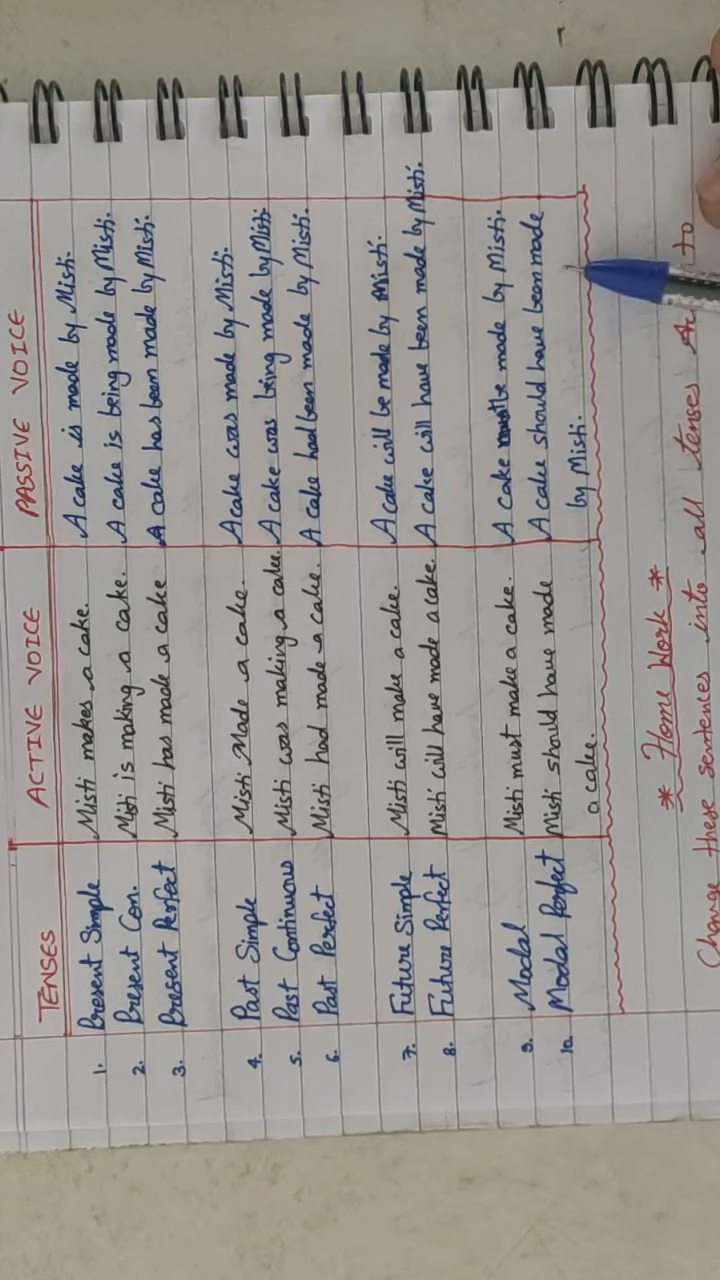 TENSES ACTIVE VOICE PASSIVE VOICE
1. Present Simple Misti makes a cake. A cake is made by Misti.
2. Present Con. Misti is making a cake. A cake is being made by Misti.
3. Present Perfect Misti has made a cake A cake has been made by Misti.
4. Past Simple Misti Made a cake. A cake was made by Misti.
5. Past Continuous Misti was making a cake. A cake was being made by Misti.
6. Past Perfect Misti had made a cake. A cake had been made by Misti.
7. Future Simple Misti will make a cake. A cake will be made by Misti.
8. Future Perfect Misti will have made a cake. A cake will have been made by Misti.
9. Modal Misti must make a cake. A cake must be made by Misti.
10. Modal Perfect Misti should have made A cake should have been made
a cake. by Misti.
* Home Work *
Change these sentences into all tenses to